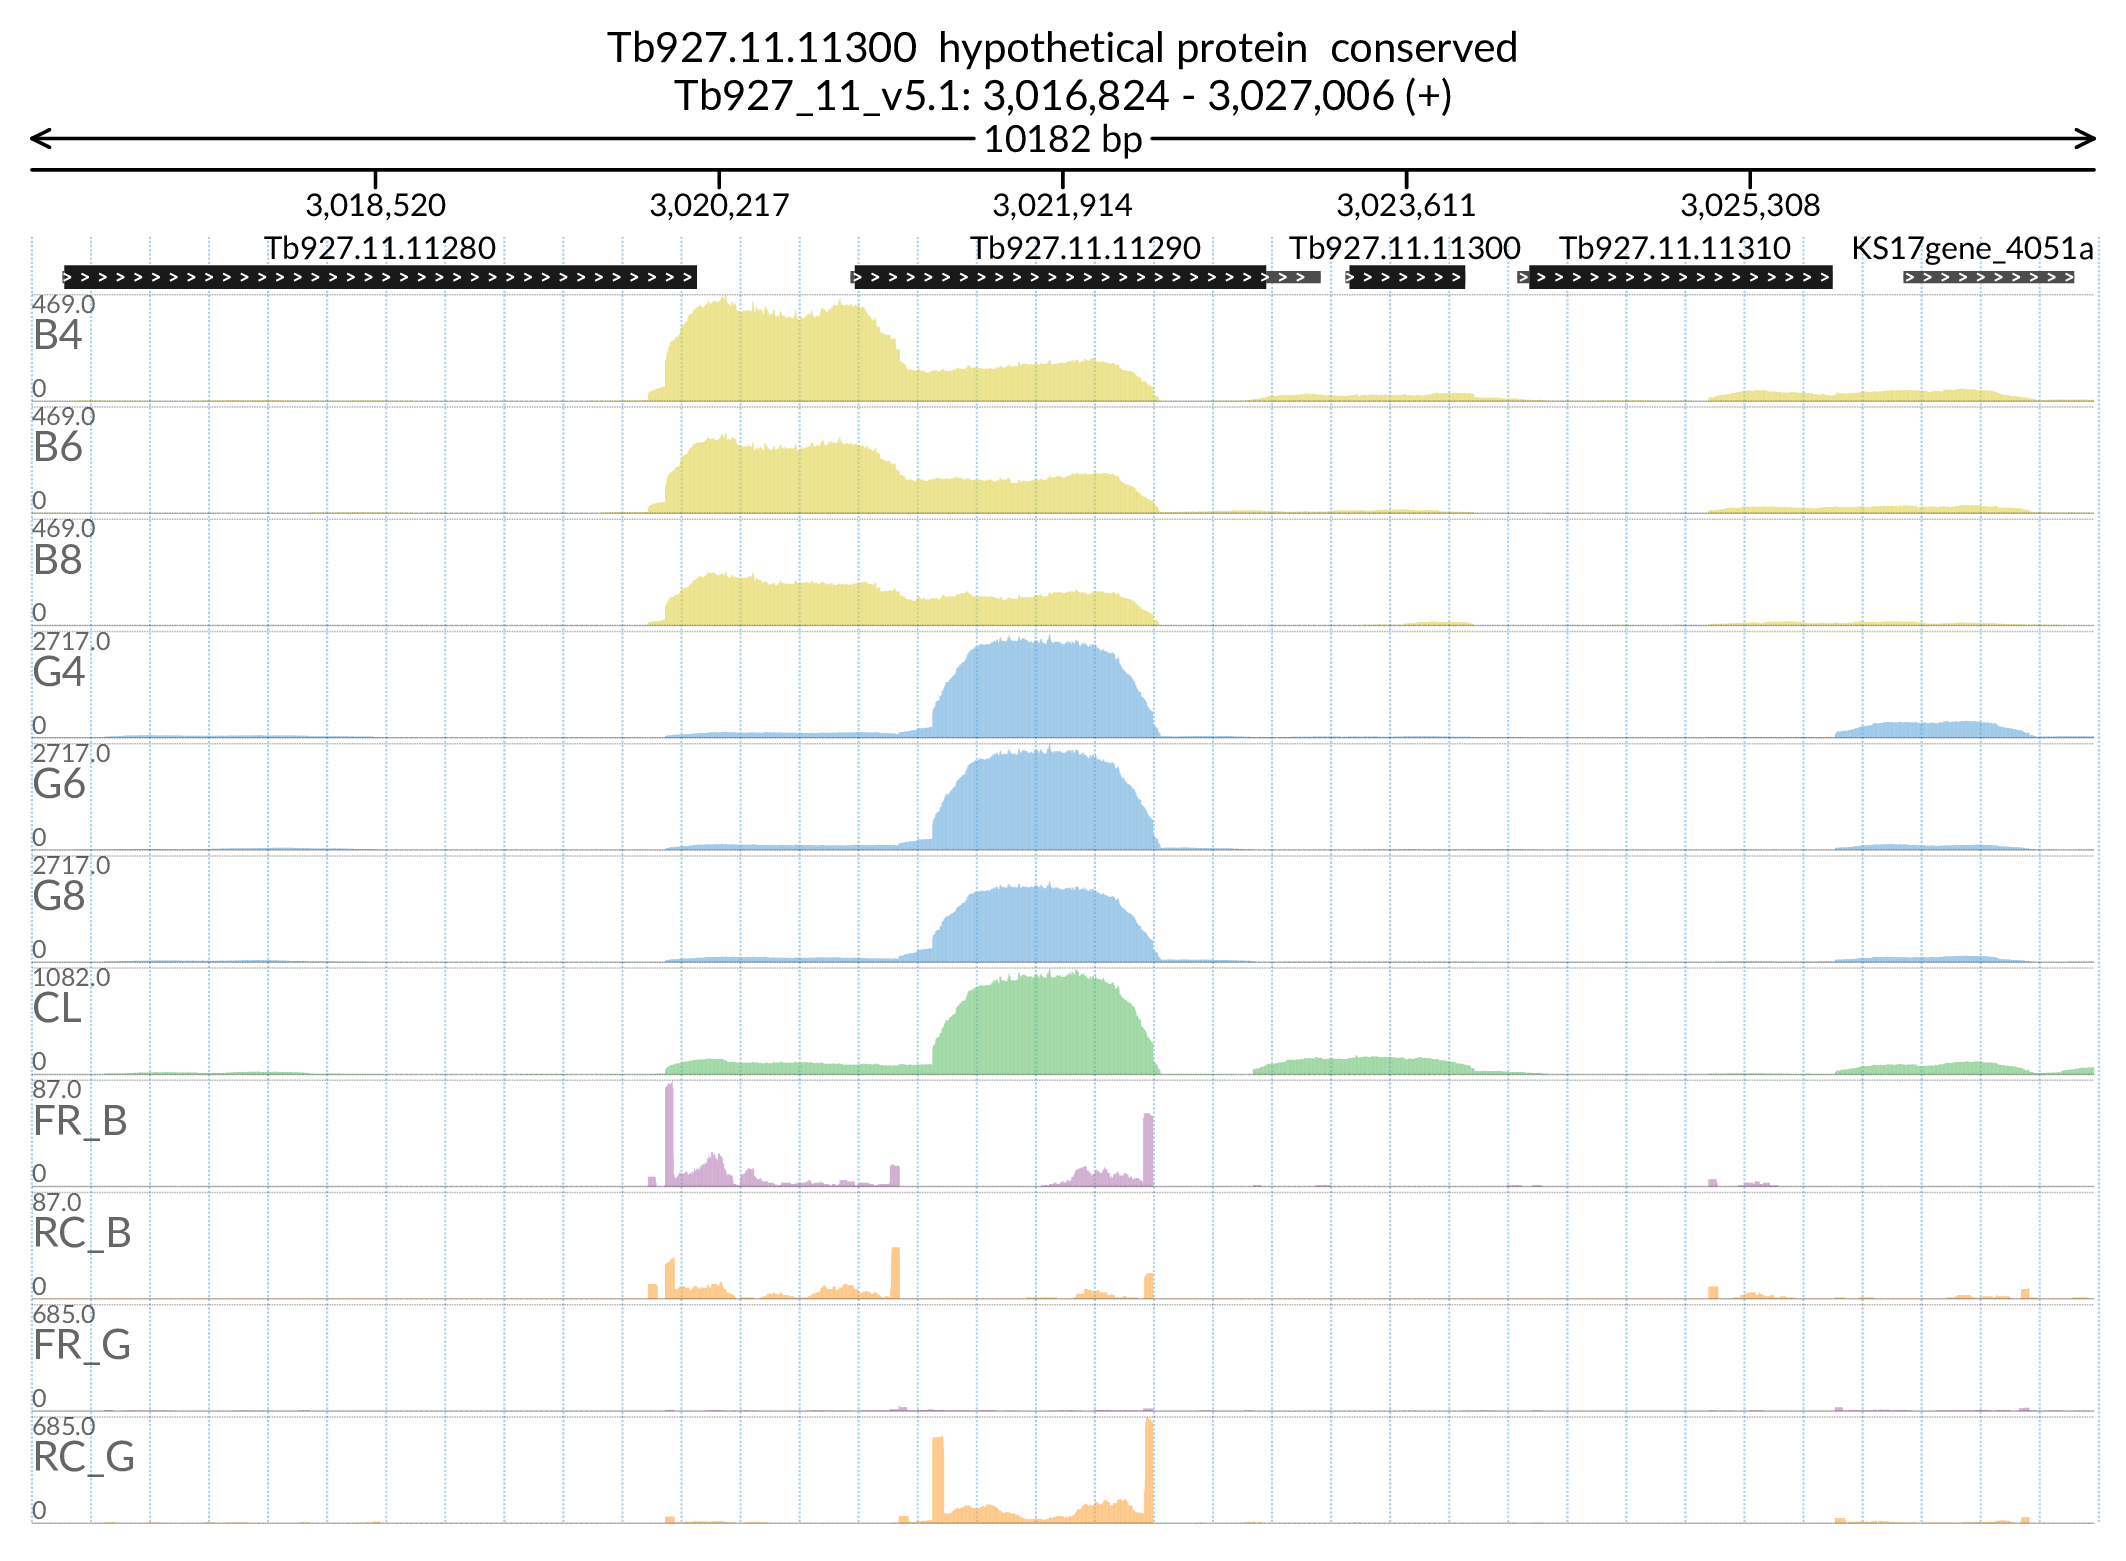 Tb927.11.11300 hypothetical protein conserved
Tb927_11_v5.1: 3,016,824 - 3,027,006 (+)
10182 bp
3,018,520 3,020,217 3,021,914 3,023,611 3,025,308
Tb927.11.11280 Tb927.11.11290 Tb927.11.11300 Tb927.11.11310 KS17gene_4051a
469.0
B4
0
469.0
B6
0
469.0
B8
0
2717.0
G4
0
2717.0
G6
0
2717.0
G8
0
1082.0
CL
0
87.0
FR_B
0
87.0
RC_B
0
685.0
FR_G
0
685.0
RC_G
0